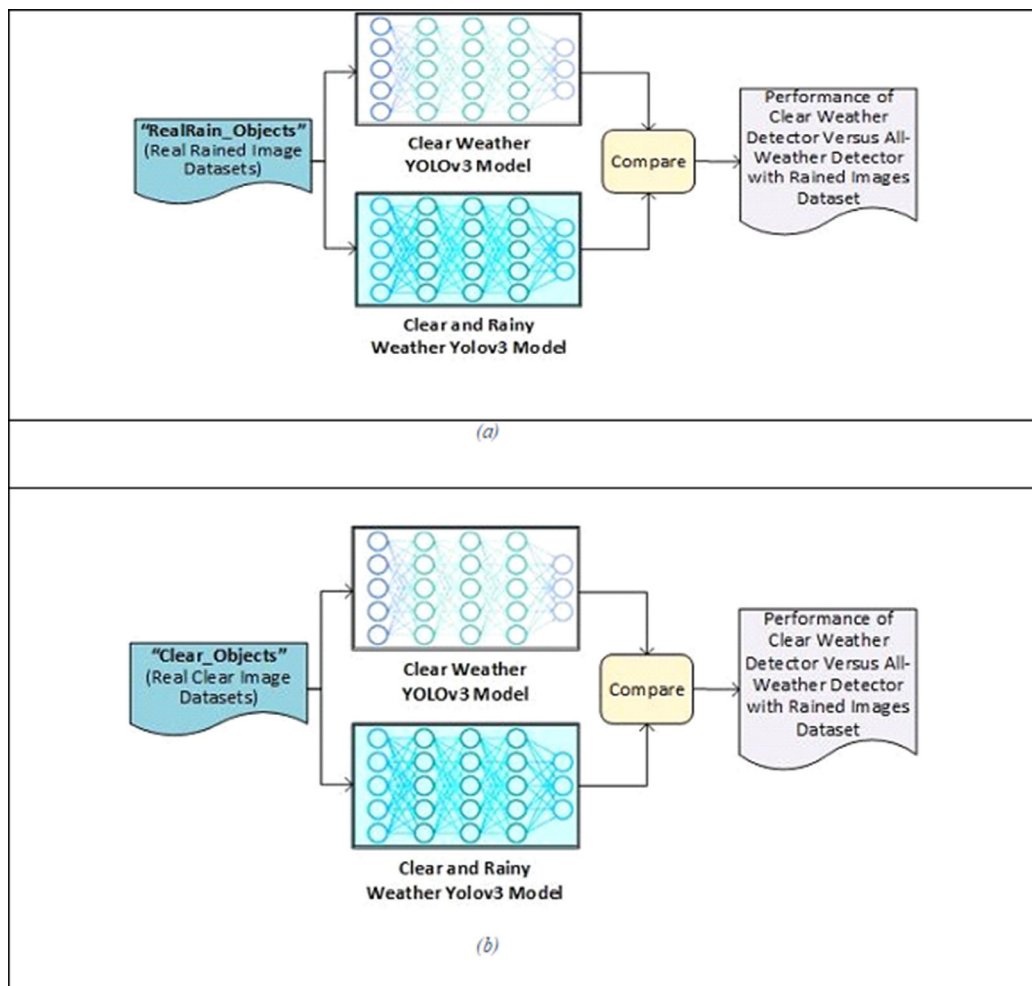 “RealRain_Objects”
(Real Rained Image
Datasets)
Clear Weather
YOLOv3 Model
Clear and Rainy
Weather Yolov3 Model
Compare
Performance of
Clear Weather
Detector Versus All-
Weather Detector
with Rained Images
Dataset
(a)
“Clear_Objects”
(Real Clear Image
Datasets)
Clear Weather
YOLOv3 Model
Clear and Rainy
Weather Yolov3 Model
Compare
Performance of
Clear Weather
Detector Versus All-
Weather Detector
with Rained Images
Dataset
(b)